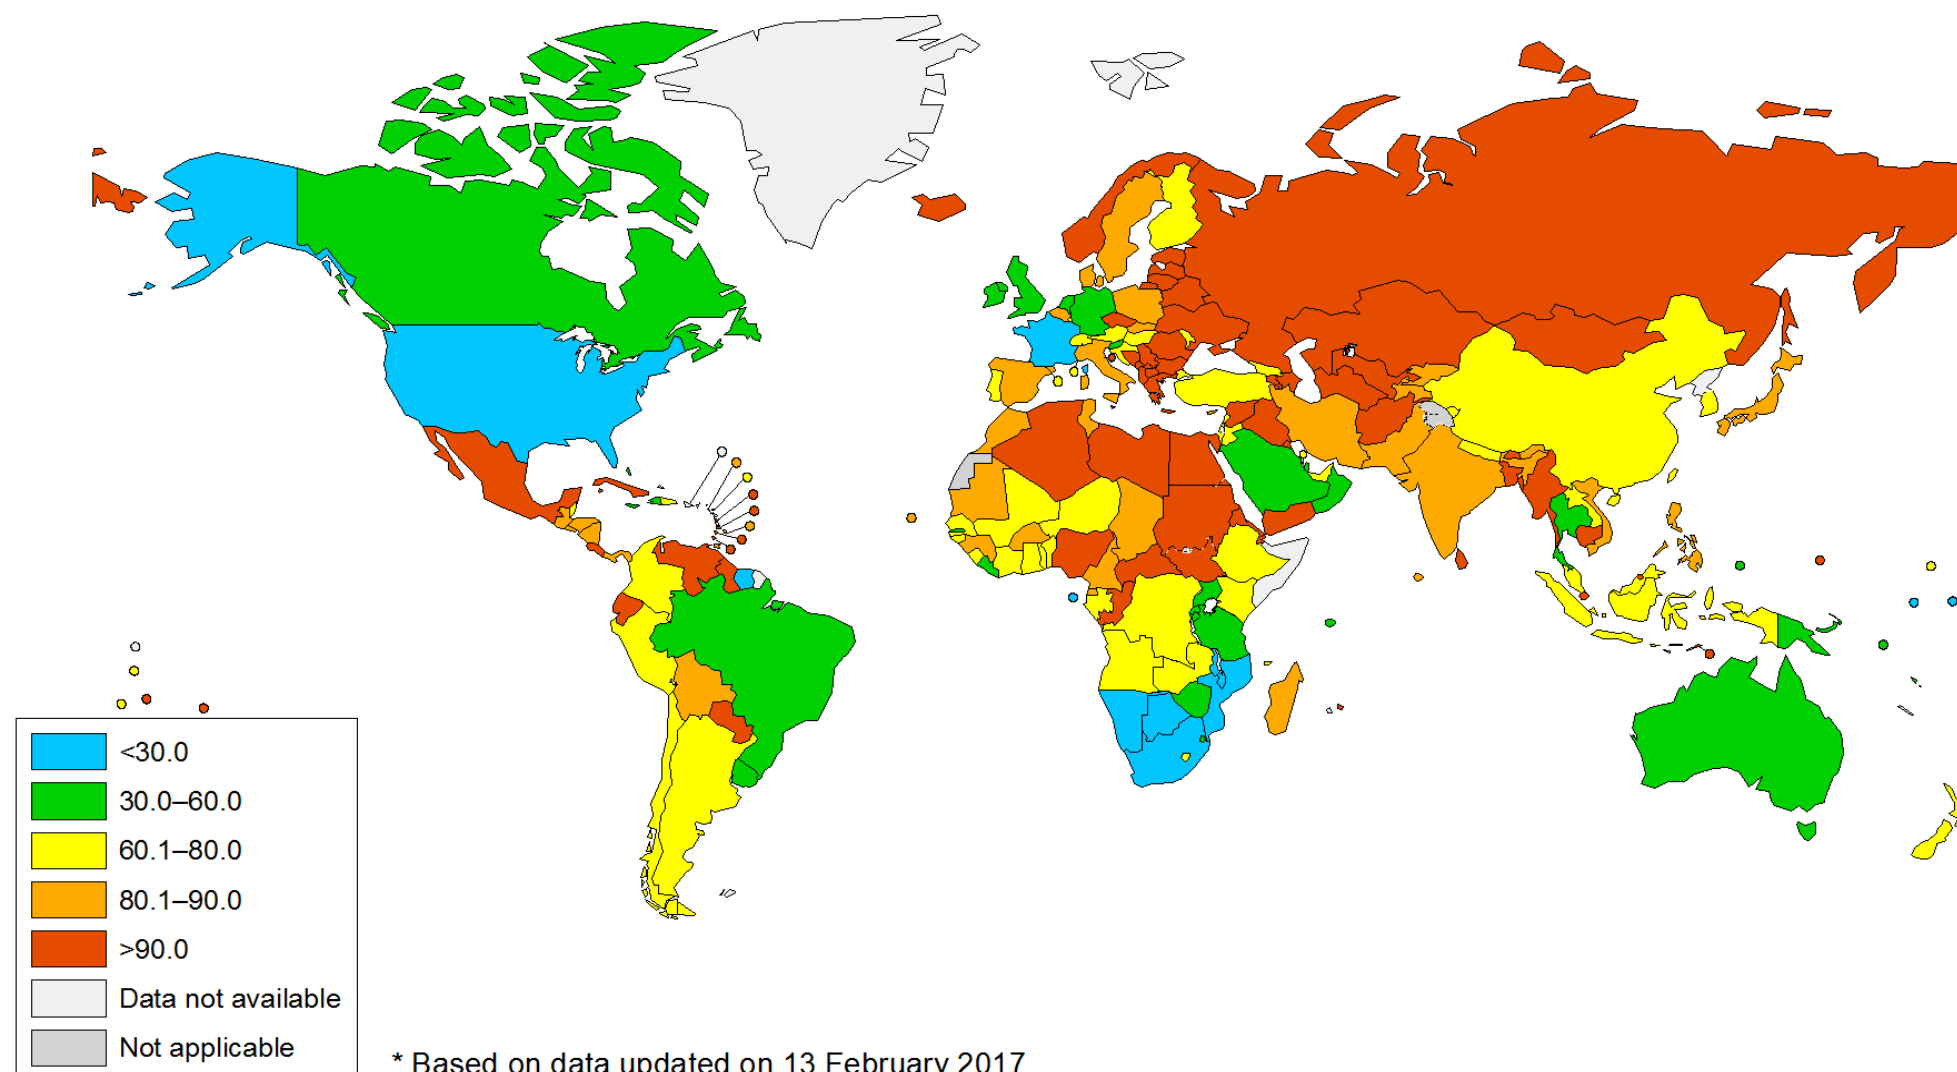 <30.0
30.0–60.0
60.1–80.0
80.1–90.0
>90.0
Data not available
Not applicable
* Based on data updated on 13 February 2017